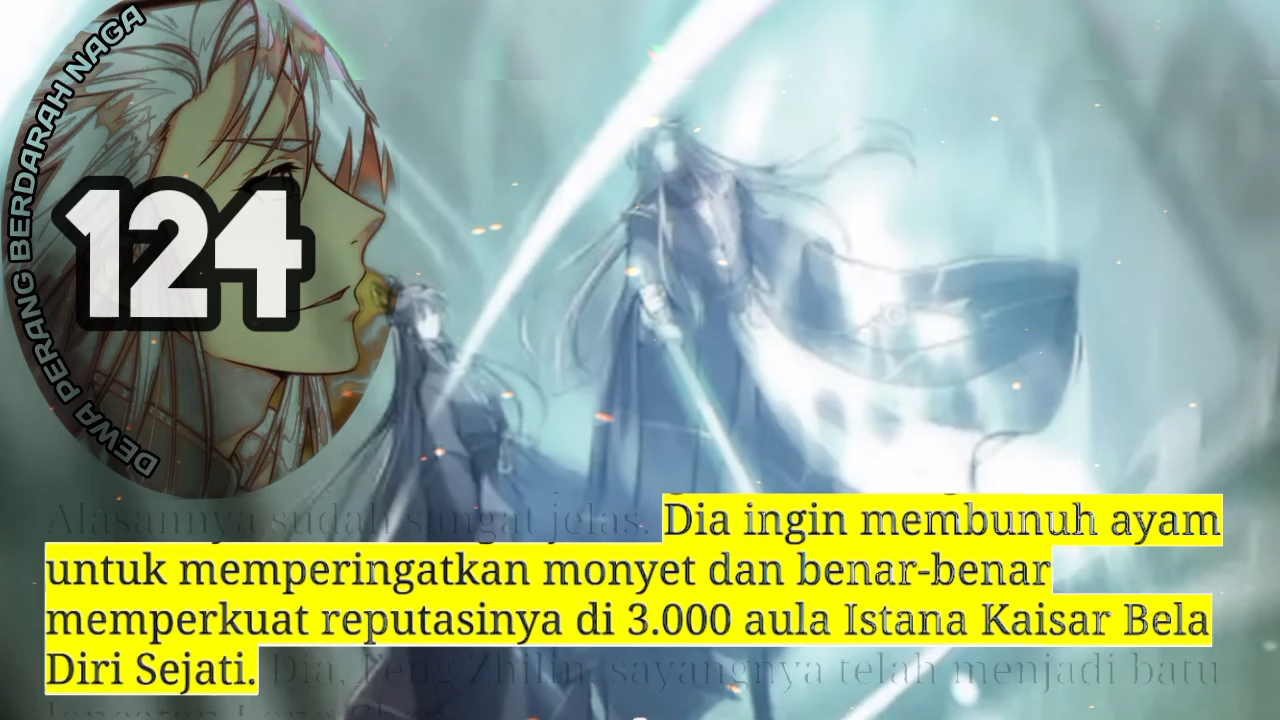 DEWA PERANG BERDARAH NAGA
124
Alasannya sudah sangat jelas. Dia ingin membunuh ayam
untuk memperingatkan monyet dan benar-benar
memperkuat reputasinya di 3.000 aula Istana Kaisar Bela
Diri Sejati. Dia, Feng Zhilin, sayangnya telah menjadi batu